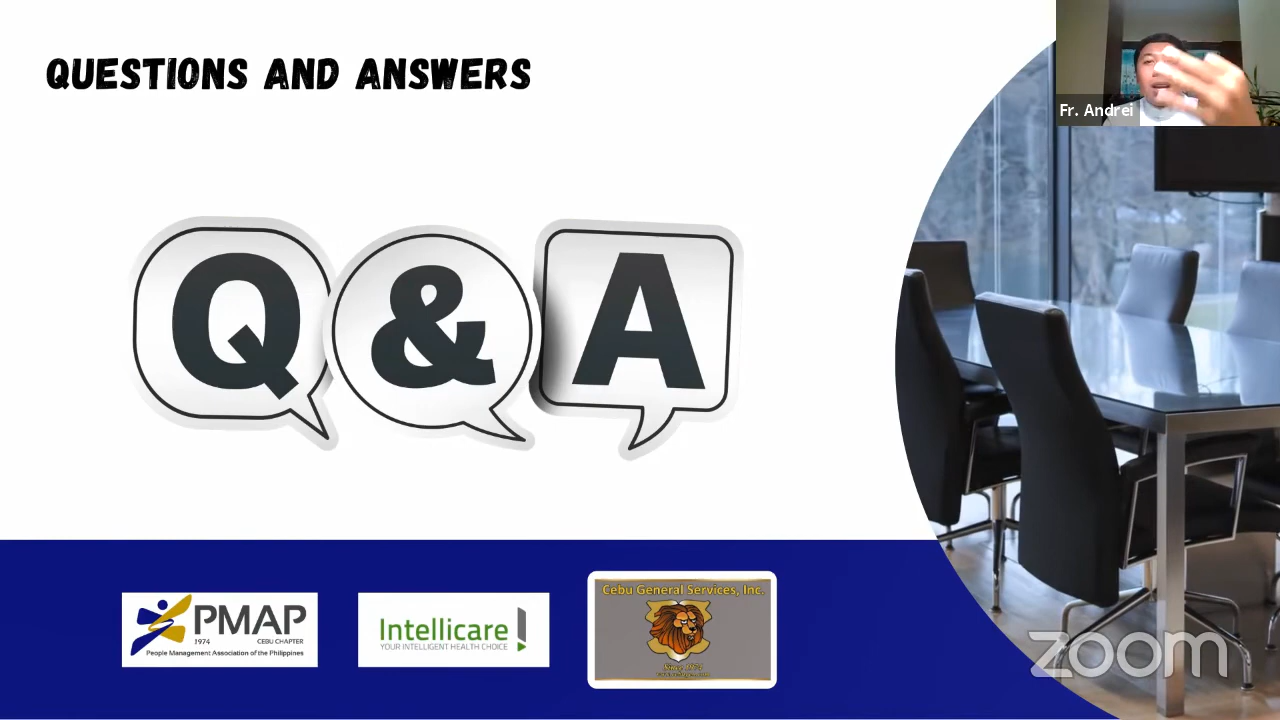 QUESTIONS AND ANSWERS
Fr. Andrei
Q & A
PMAP
1974 CEBU CHAPTER
People Management Association of the Philippines
Intellicare
YOUR INTELLIGENT HEALTH CHOICE
Cebu General Services, Inc.
zoom